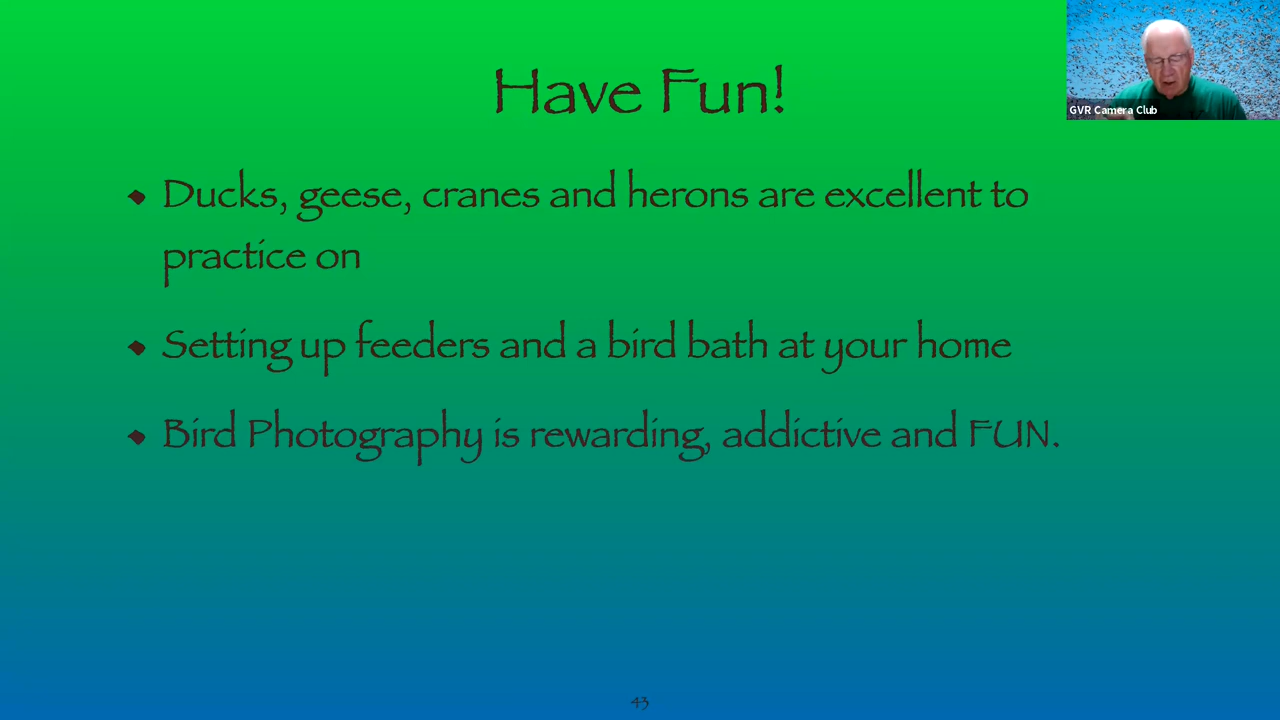 Have Fun!
GVR Camera Club
Ducks, geese, cranes and herons are excellent to
practice on
Setting up feeders and a bird bath at your home
Bird Photography is rewarding, addictive and FUN.
43